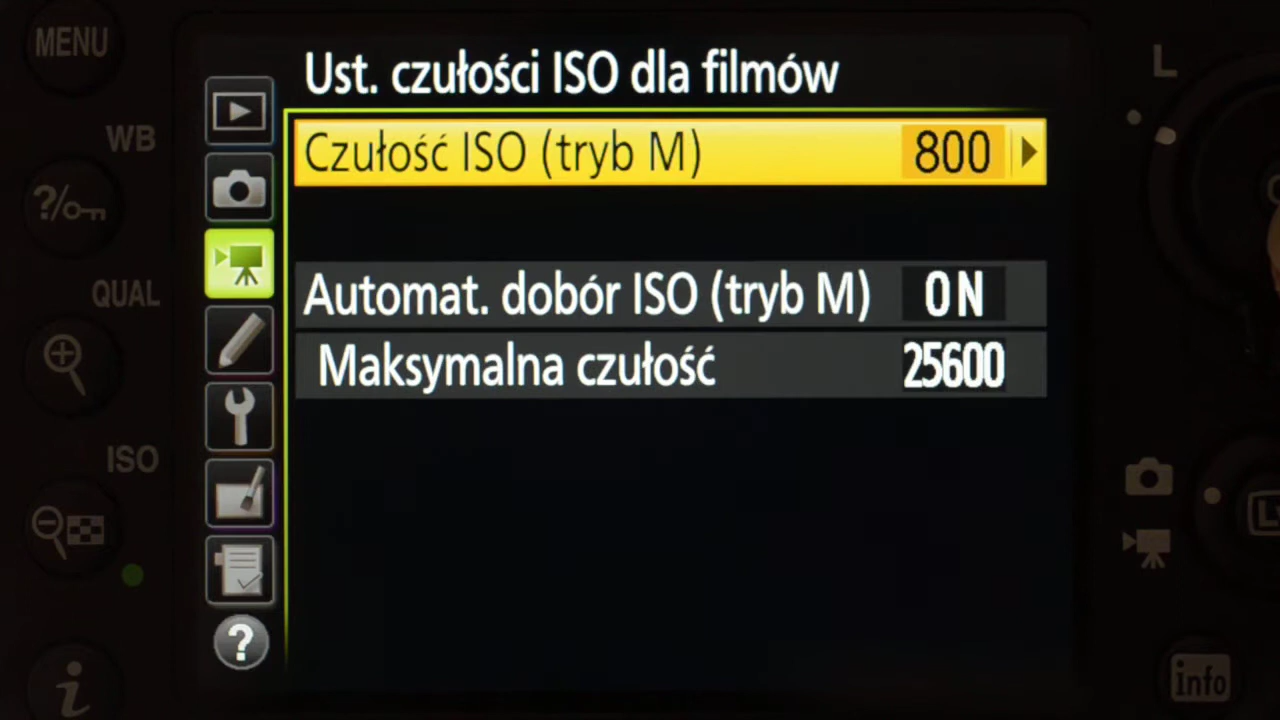 MENU
WB
?
QUAL
ISO
i
Ust. czułości ISO dla filmów
Czułość ISO (tryb M) 800
Automat. dobór ISO (tryb M) ON
Maksymalna czułość 25600
?
L
Lv
info